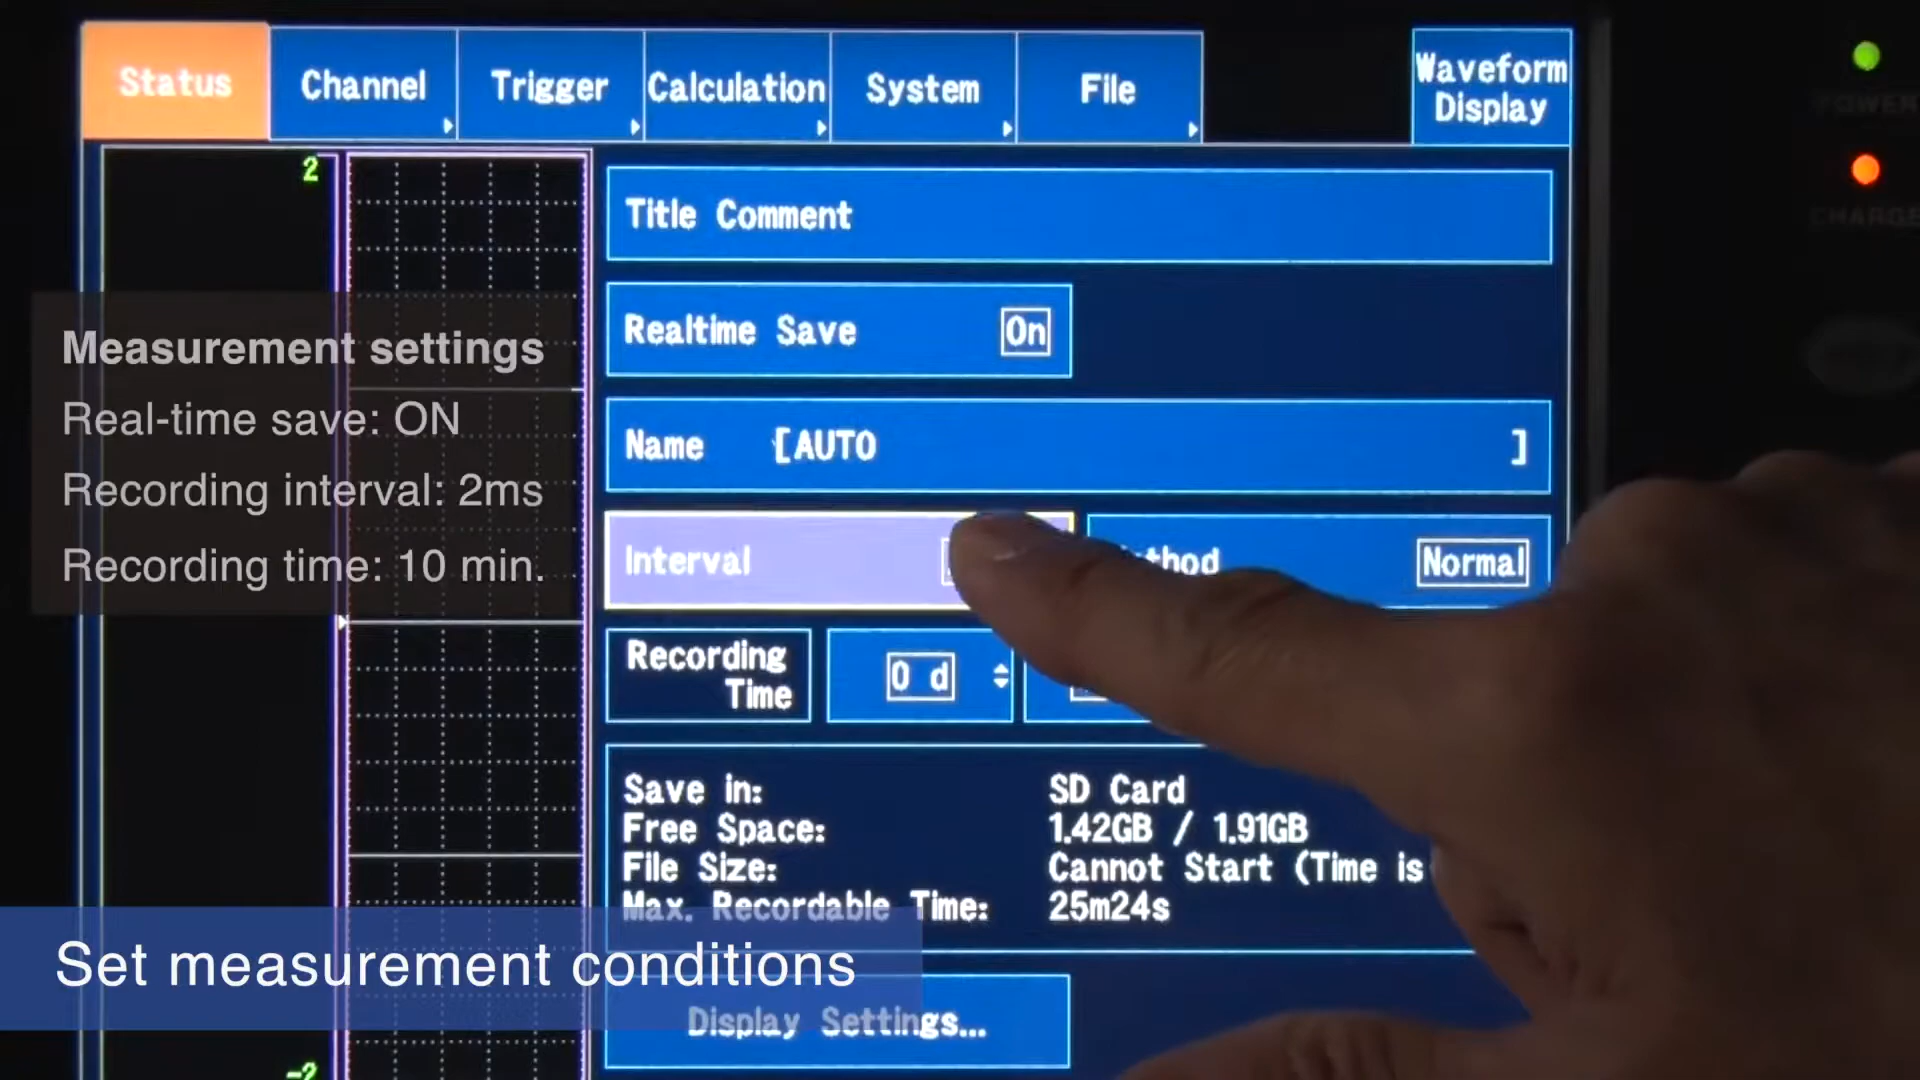 Status
Channel
Trigger
Calculation
System
File
Waveform
Display
2
Title Comment
Realtime Save On
Name [AUTO ]
Interval
Normal
Recording
Time
0 d
Save in: SD Card
Free Space: 1.42GB / 1.91GB
File Size: Cannot Start (Time is
Max. Recordable Time: 25m24s
Display Settings...
-2
Measurement settings
Real-time save: ON
Recording interval: 2ms
Recording time: 10 min.
Set measurement conditions
POWER
CHARGE